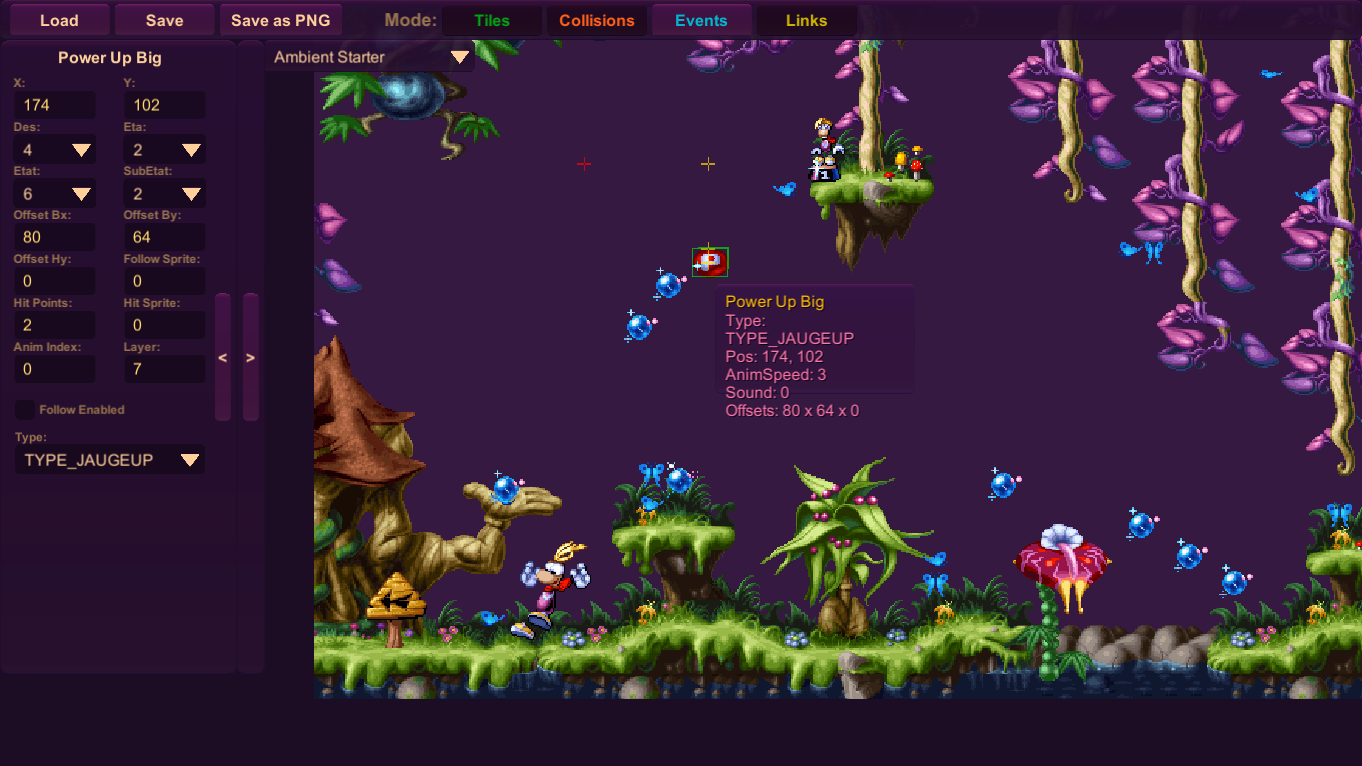 Load Save Save as PNG Mode: Tiles Collisions Events Links
Power Up Big
Ambient Starter
X: Y:
174 102
Des: Eta:
4 2
Etat: SubEtat:
6 2
Offset Bx: Offset By:
80 64
Offset Hy: Follow Sprite:
0 0
Hit Points: Hit Sprite:
2 0
Anim Index: Layer:
0 7
< >
Follow Enabled
Type:
TYPE_JAUGEUP
1
Power Up Big
Type:
TYPE_JAUGEUP
Pos: 174, 102
AnimSpeed: 3
Sound: 0
Offsets: 80 x 64 x 0